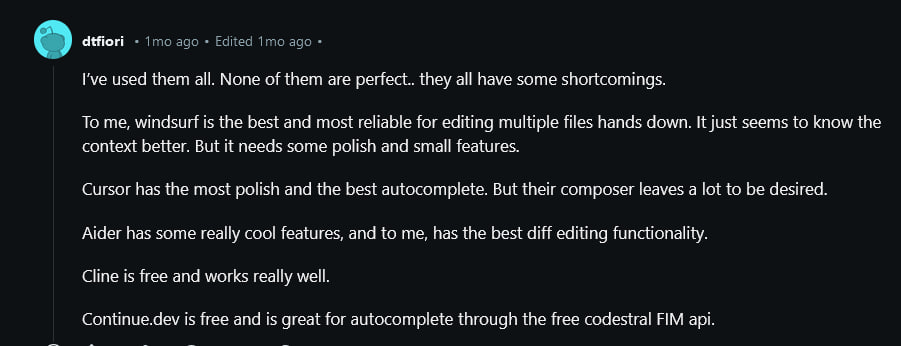 dtfiori • 1mo ago • Edited 1mo ago •
I've used them all. None of them are perfect.. they all have some shortcomings.
To me, windsurf is the best and most reliable for editing multiple files hands down. It just seems to know the
context better. But it needs some polish and small features.
Cursor has the most polish and the best autocomplete. But their composer leaves a lot to be desired.
Aider has some really cool features, and to me, has the best diff editing functionality.
Cline is free and works really well.
Continue.dev is free and is great for autocomplete through the free codestral FIM api.